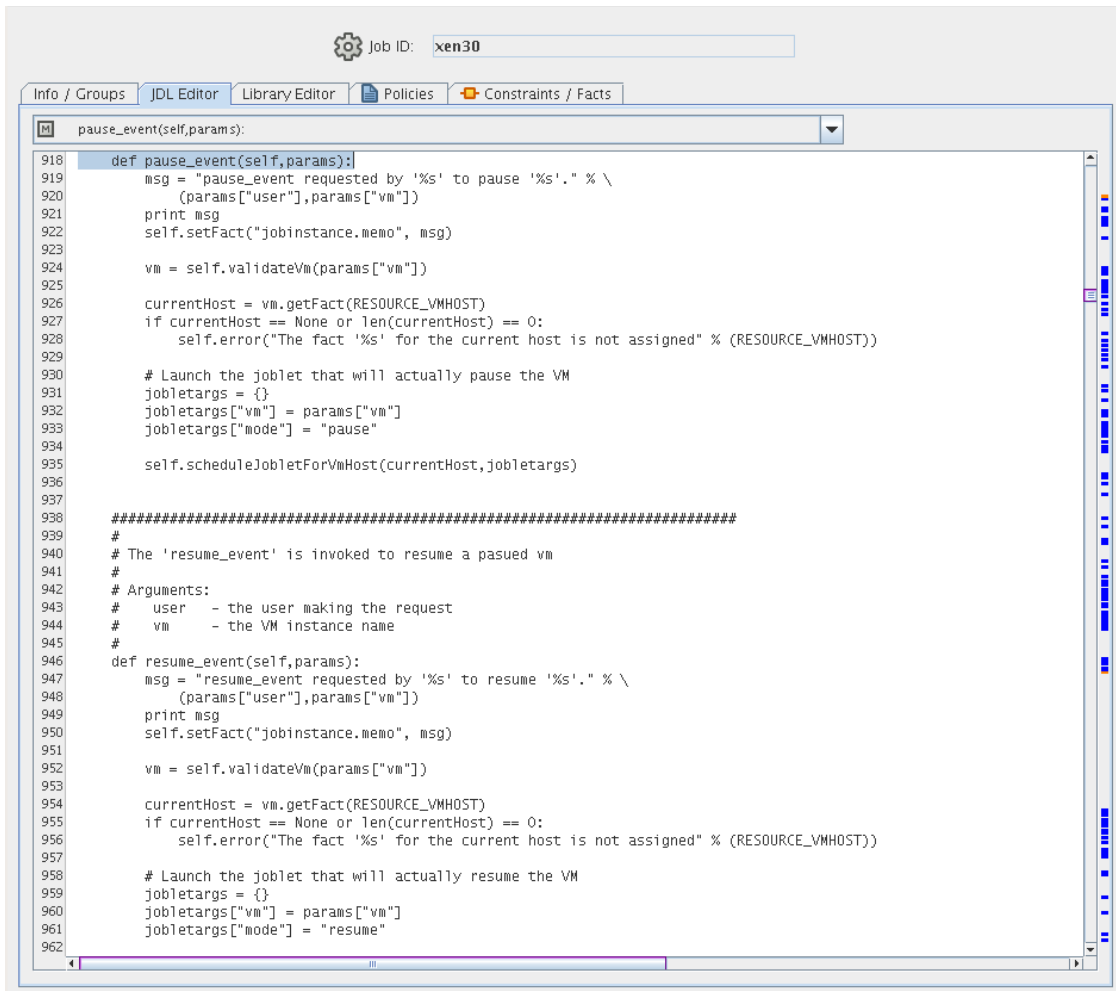 Job ID: xen30
Info / Groups JDL Editor Library Editor Policies Constraints / Facts
M pause_event(self,params):
918 def pause_event(self,params):
919 msg = "pause_event requested by '%s' to pause '%s'." % \
920 (params["user"],params["vm"])
921 print msg
922 self.setFact("jobinstance.memo", msg)
923
924 vm = self.validateVm(params["vm"])
925
926 currentHost = vm.getFact(RESOURCE_VMHOST)
927 if currentHost == None or len(currentHost) == 0:
928 self.error("The fact '%s' for the current host is not assigned" % (RESOURCE_VMHOST))
929
930 # Launch the joblet that will actually pause the VM
931 jobletargs = {}
932 jobletargs["vm"] = params["vm"]
933 jobletargs["mode"] = "pause"
934
935 self.scheduleJobletForVmHost(currentHost,jobletargs)
936
937
938 ###########################################################################
939 #
940 # The 'resume_event' is invoked to resume a pasued vm
941 #
942 # Arguments:
943 # user - the user making the request
944 # vm - the VM instance name
945 #
946 def resume_event(self,params):
947 msg = "resume_event requested by '%s' to resume '%s'." % \
948 (params["user"],params["vm"])
949 print msg
950 self.setFact("jobinstance.memo", msg)
951
952 vm = self.validateVm(params["vm"])
953
954 currentHost = vm.getFact(RESOURCE_VMHOST)
955 if currentHost == None or len(currentHost) == 0:
956 self.error("The fact '%s' for the current host is not assigned" % (RESOURCE_VMHOST))
957
958 # Launch the joblet that will actually resume the VM
959 jobletargs = {}
960 jobletargs["vm"] = params["vm"]
961 jobletargs["mode"] = "resume"
962